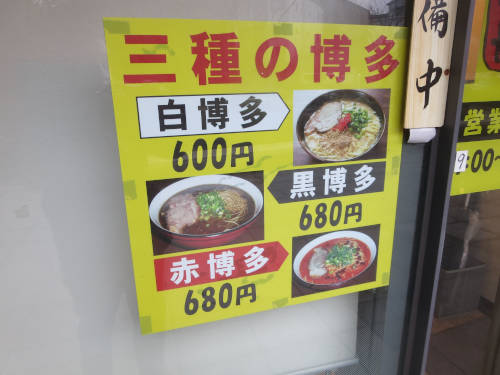 三種の博多
白博多
600円
黒博多
680円
赤博多
680円
備中
営業
9:00~